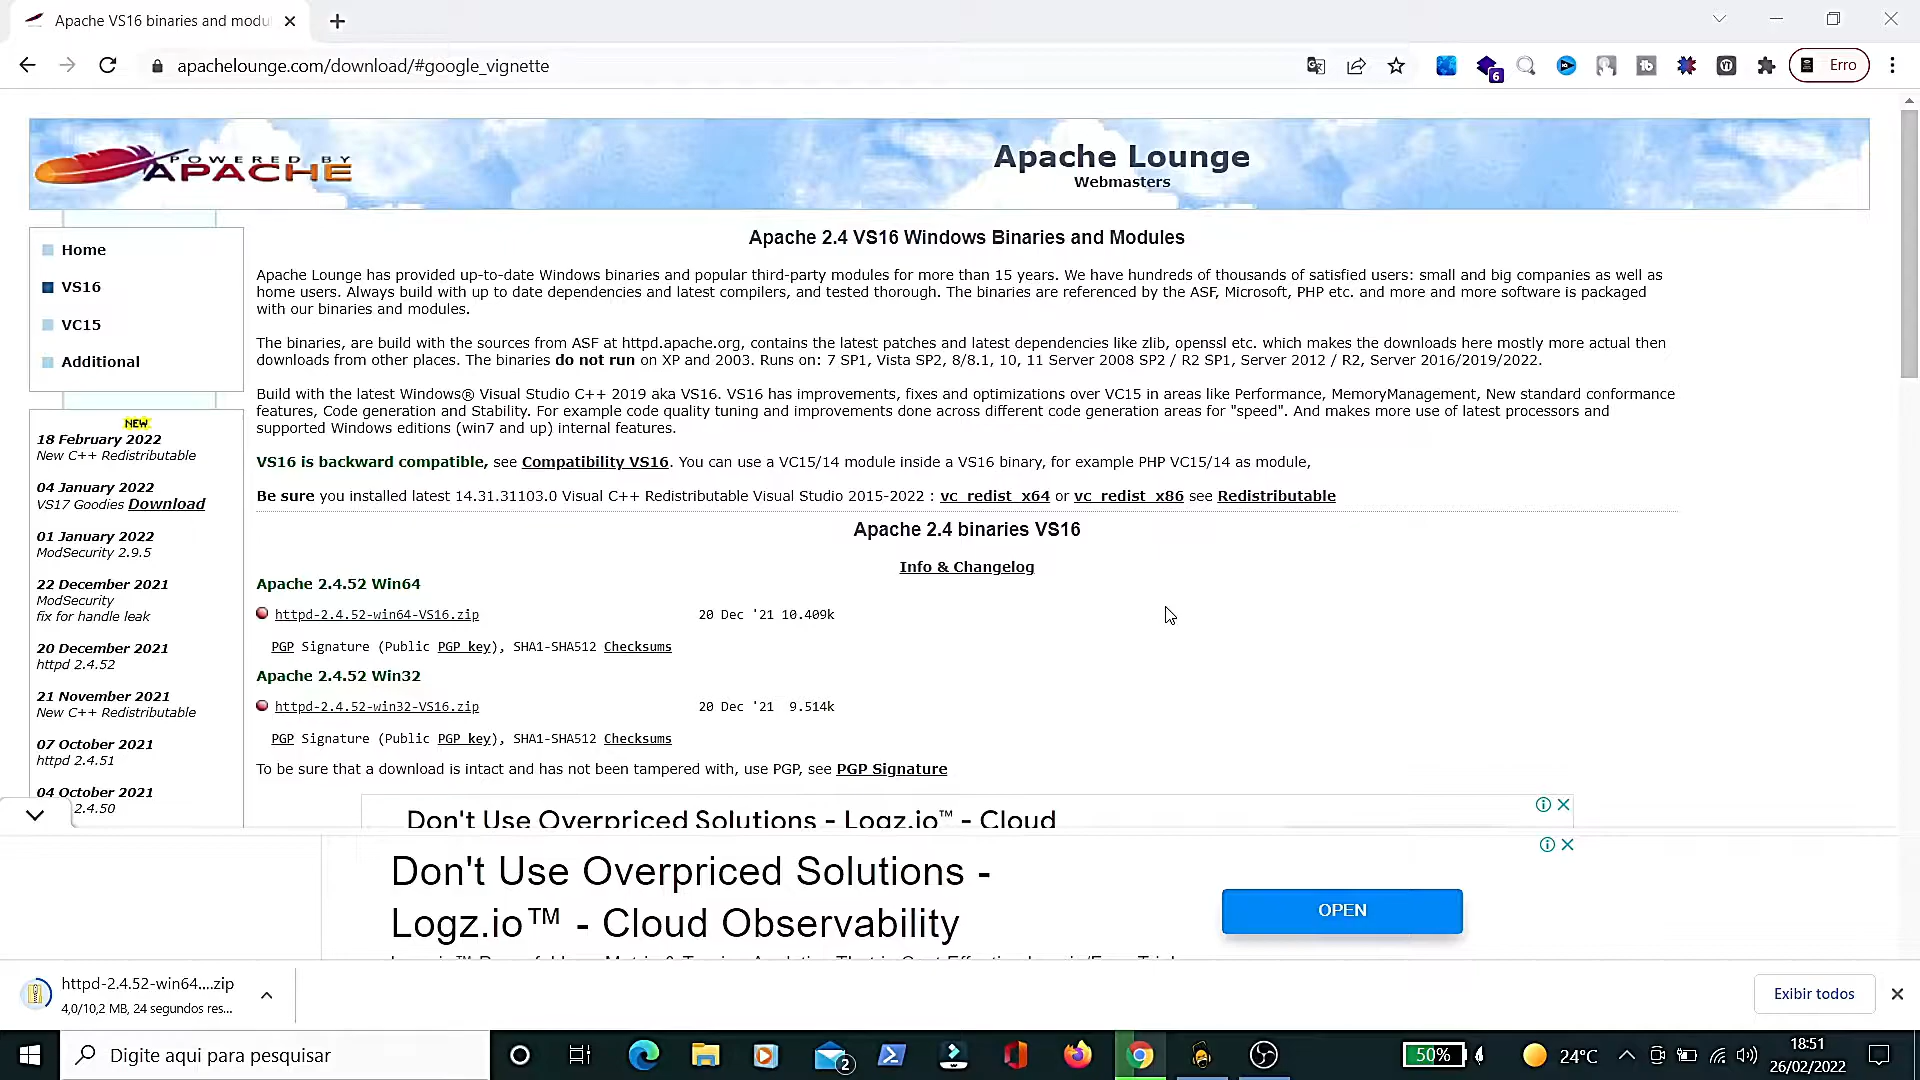 Apache VS16 binaries and modu
apachelounge.com/download/#google_vignette
6
Erro
POWERED BY
APACHE
Apache Lounge
Webmasters
Home
VS16
VC15
Additional
NEW
18 February 2022
New C++ Redistributable
04 January 2022
VS17 Goodies Download
01 January 2022
ModSecurity 2.9.5
22 December 2021
ModSecurity
fix for handle leak
20 December 2021
httpd 2.4.52
21 November 2021
New C++ Redistributable
07 October 2021
httpd 2.4.51
04 October 2021
2.4.50
Apache 2.4 VS16 Windows Binaries and Modules
Apache Lounge has provided up-to-date Windows binaries and popular third-party modules for more than 15 years. We have hundreds of thousands of satisfied users: small and big companies as well as
home users. Always build with up to date dependencies and latest compilers, and tested thorough. The binaries are referenced by the ASF, Microsoft, PHP etc. and more and more software is packaged
with our binaries and modules.
The binaries, are build with the sources from ASF at httpd.apache.org, contains the latest patches and latest dependencies like zlib, openssl etc. which makes the downloads here mostly more actual then
downloads from other places. The binaries do not run on XP and 2003. Runs on: 7 SP1, Vista SP2, 8/8.1, 10, 11 Server 2008 SP2 / R2 SP1, Server 2012 / R2, Server 2016/2019/2022.
Build with the latest Windows® Visual Studio C++ 2019 aka VS16. VS16 has improvements, fixes and optimizations over VC15 in areas like Performance, MemoryManagement, New standard conformance
features, Code generation and Stability. For example code quality tuning and improvements done across different code generation areas for "speed". And makes more use of latest processors and
supported Windows editions (win7 and up) internal features.
VS16 is backward compatible, see Compatibility VS16. You can use a VC15/14 module inside a VS16 binary, for example PHP VC15/14 as module,
Be sure you installed latest 14.31.31103.0 Visual C++ Redistributable Visual Studio 2015-2022 : vc_redist_x64 or vc_redist_x86 see Redistributable
Apache 2.4 binaries VS16
Info & Changelog
Apache 2.4.52 Win64
httpd-2.4.52-win64-VS16.zip 20 Dec '21 10.409k
PGP Signature (Public PGP key), SHA1-SHA512 Checksums
Apache 2.4.52 Win32
httpd-2.4.52-win32-VS16.zip 20 Dec '21 9.514k
PGP Signature (Public PGP key), SHA1-SHA512 Checksums
To be sure that a download is intact and has not been tampered with, use PGP, see PGP Signature
Don't Use Overpriced Solutions - Logz.io™ - Cloud
Don't Use Overpriced Solutions -
Logz.io™ - Cloud Observability
OPEN
httpd-2.4.52-win64....zip
4,0/10,2 MB, 24 segundos res...
Exibir todos
Digite aqui para pesquisar
2
50%
24°C
18:51
26/02/2022